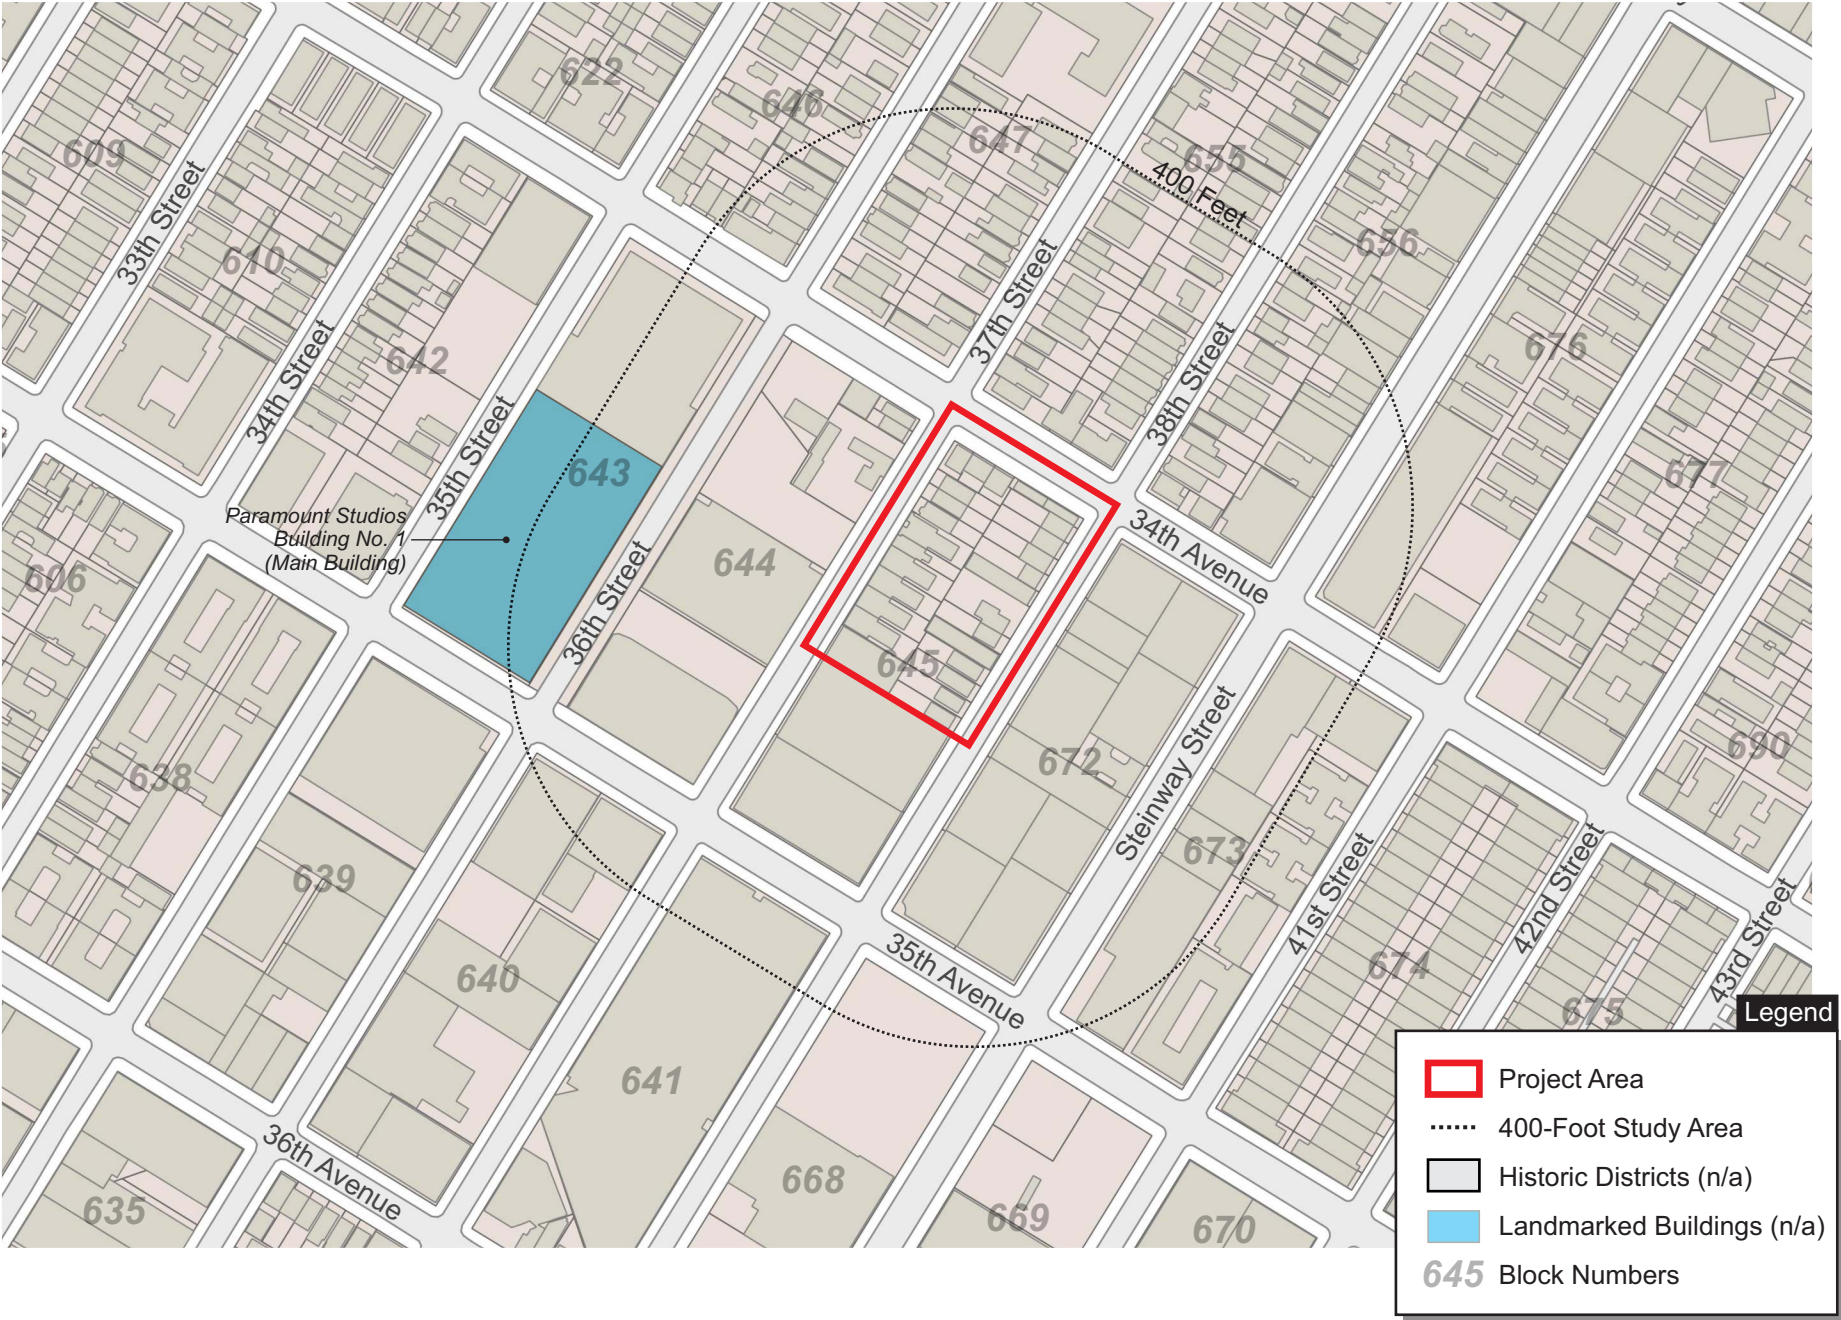 622
646
609
647
655
400 Feet
33th Street
610
656
37th Street
642
34th Street
676
38th Street
35th Street
643
677
Paramount Studios
Building No. 1
(Main Building)
34th Avenue
606
644
36th Street
645
638
672
Steinway Street
690
639
673
41st Street
42nd Street
43rd Street
640
35th Avenue
674
675
641
36th Avenue
635
668
669
670
Legend
Project Area
400-Foot Study Area
Historic Districts (n/a)
Landmarked Buildings (n/a)
645 Block Numbers